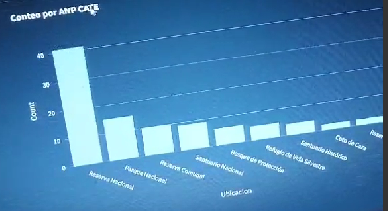 Conteo por ANP CATE
40
30
20
10
0
Count
Reserva Nacional
Parque Nacional
Reserva Comunal
Santuario Nacional
Bosque de Protección
Refugio de Vida Silvestre
Santuario Histórico
Coto de Caza
Ubicacion